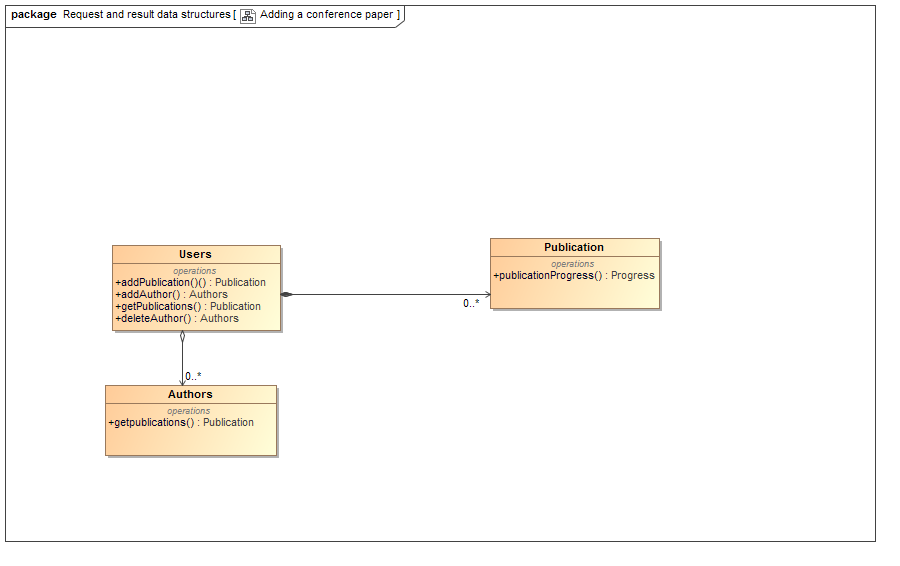 package Request and result data structures [ Adding a conference paper ]
Users
operations
+addPublication()() : Publication
+addAuthor() : Authors
+getPublications() : Publication
+deleteAuthor() : Authors
Publication
operations
+publicationProgress() : Progress
0..*
0..*
Authors
operations
+getpublications() : Publication